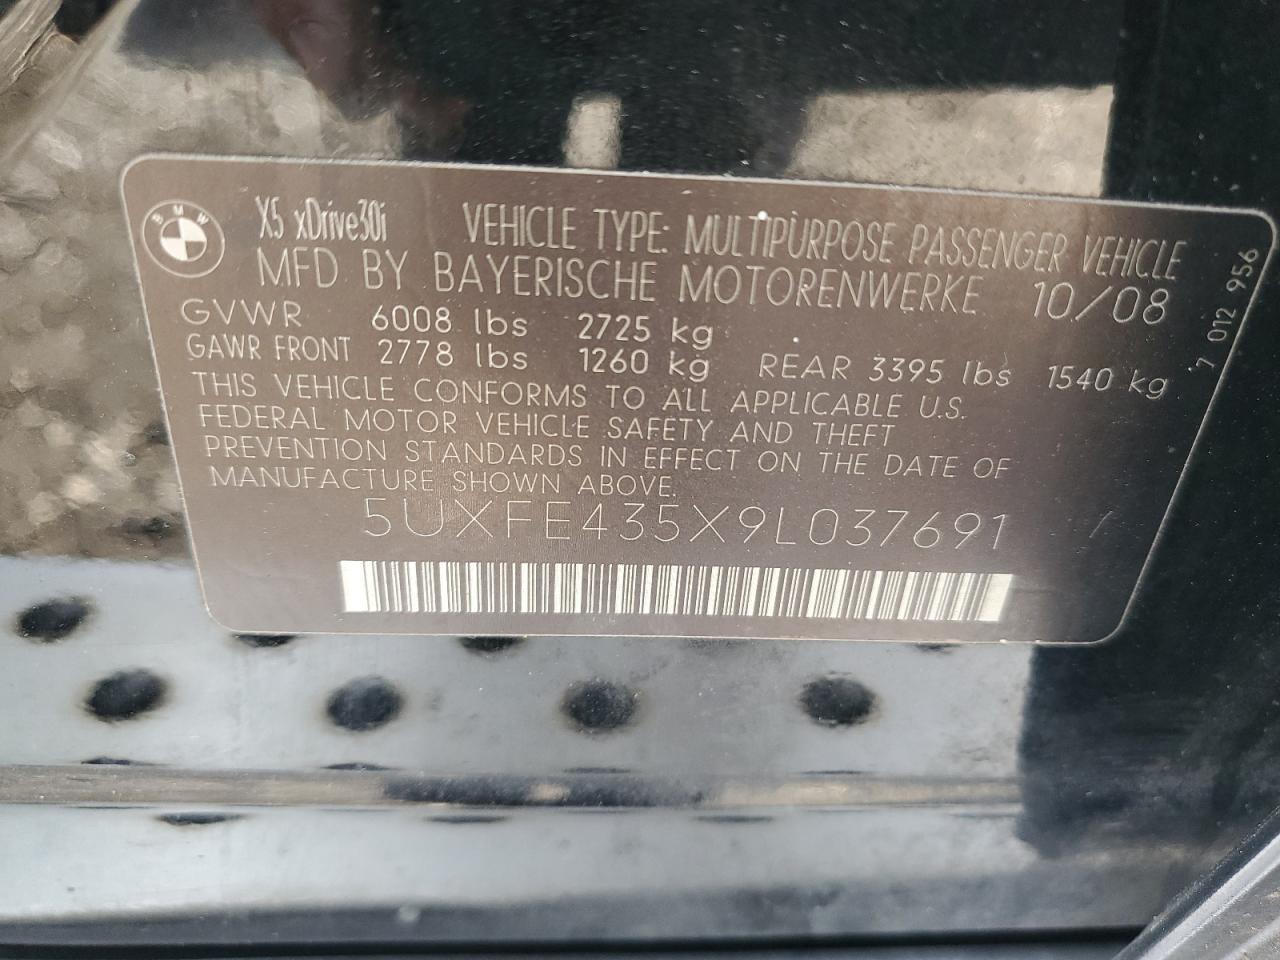 BMW
X5 xDrive30i VEHICLE TYPE: MULTIPURPOSE PASSENGER VEHICLE
MFD BY BAYERISCHE MOTORENWERKE 10/08
GVWR 6008 lbs 2725 kg
GAWR FRONT 2778 lbs 1260 kg REAR 3395 lbs 1540 kg
THIS VEHICLE CONFORMS TO ALL APPLICABLE U.S.
FEDERAL MOTOR VEHICLE SAFETY AND THEFT
PREVENTION STANDARDS IN EFFECT ON THE DATE OF
MANUFACTURE SHOWN ABOVE.
5UXFE435X9L037691
7 012 956